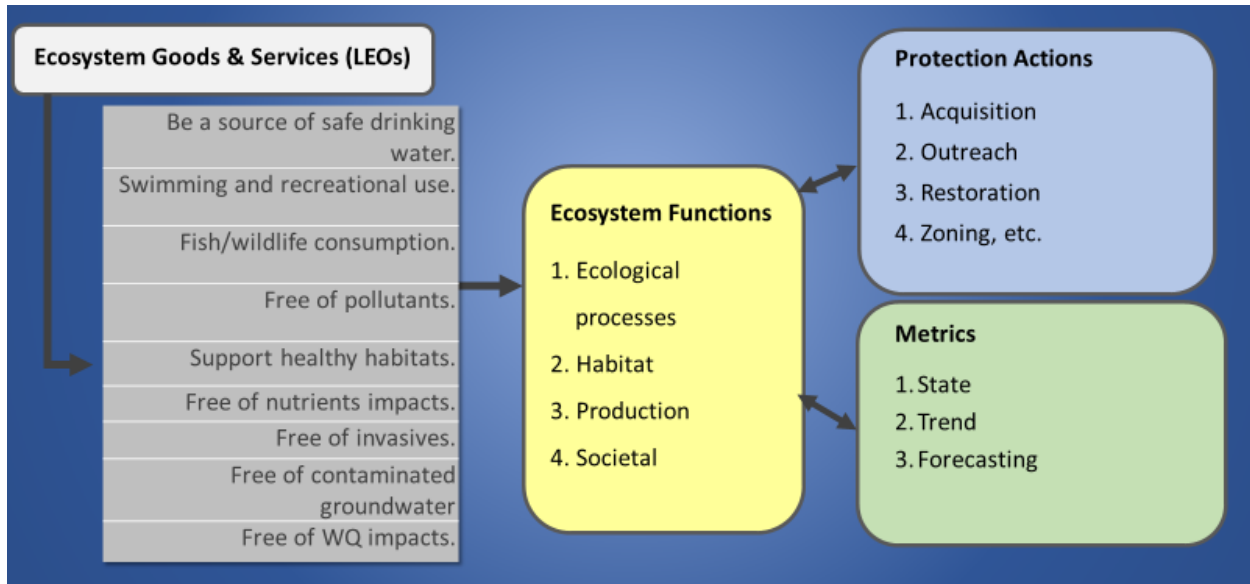 Ecosystem Goods & Services (LEOs)
Be a source of safe drinking
water.
Swimming and recreational use.
Fish/wildlife consumption.
Free of pollutants.
Support healthy habitats.
Free of nutrients impacts.
Free of invasives.
Free of contaminated
groundwater
Free of WQ impacts.
Ecosystem Functions
1. Ecological
processes
2. Habitat
3. Production
4. Societal
Protection Actions
1. Acquisition
2. Outreach
3. Restoration
4. Zoning, etc.
Metrics
1. State
2. Trend
3. Forecasting